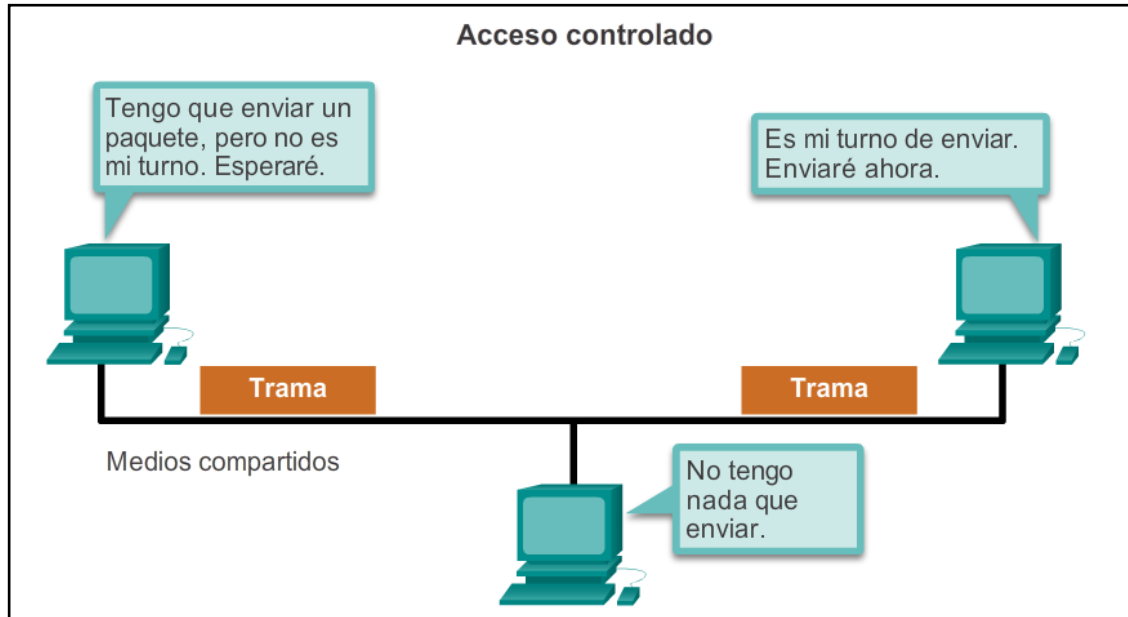 Acceso controlado
Tengo que enviar un
paquete, pero no es
mi turno. Esperaré.
Es mi turno de enviar.
Enviaré ahora.
Trama
Trama
Medios compartidos
No tengo
nada que
enviar.